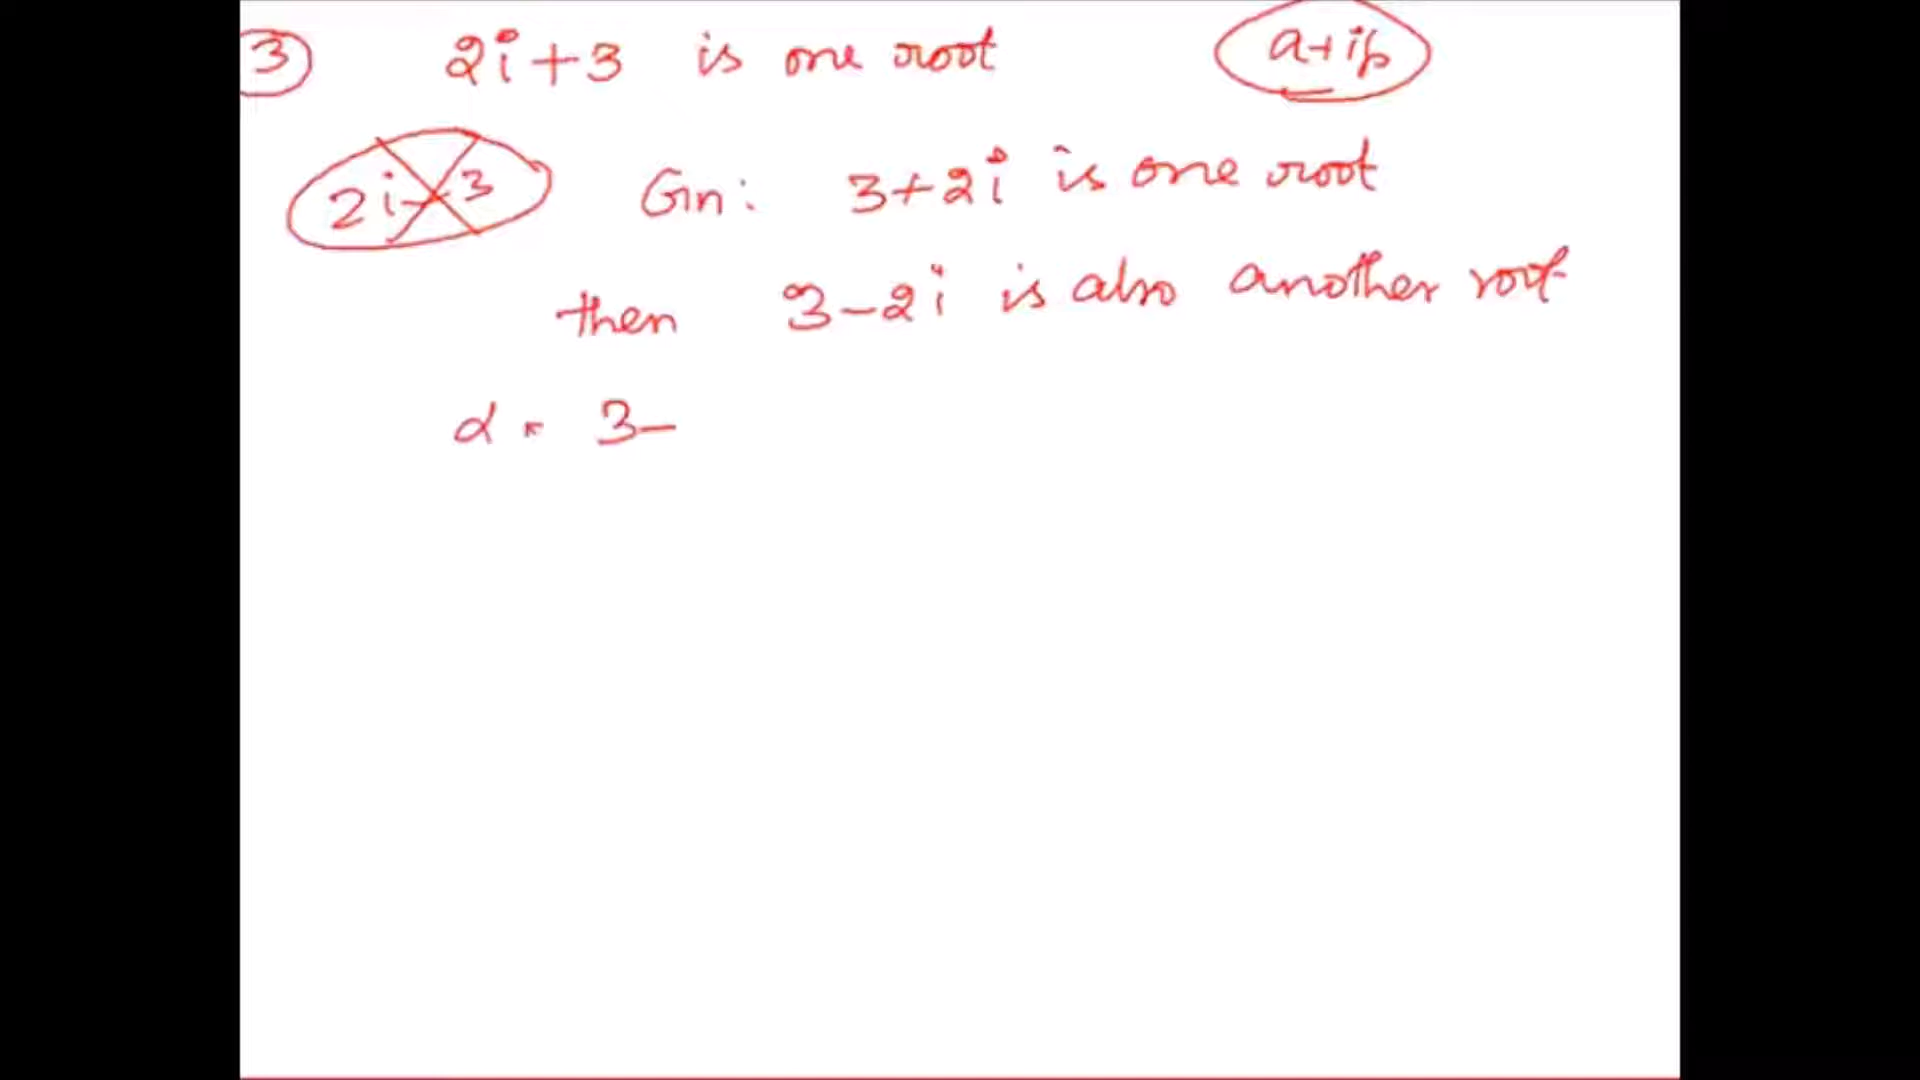 3 2i+3 is one root a+ib
2i-3 Gn: 3+2i is one root
then 3-2i is also another root
α = 3-